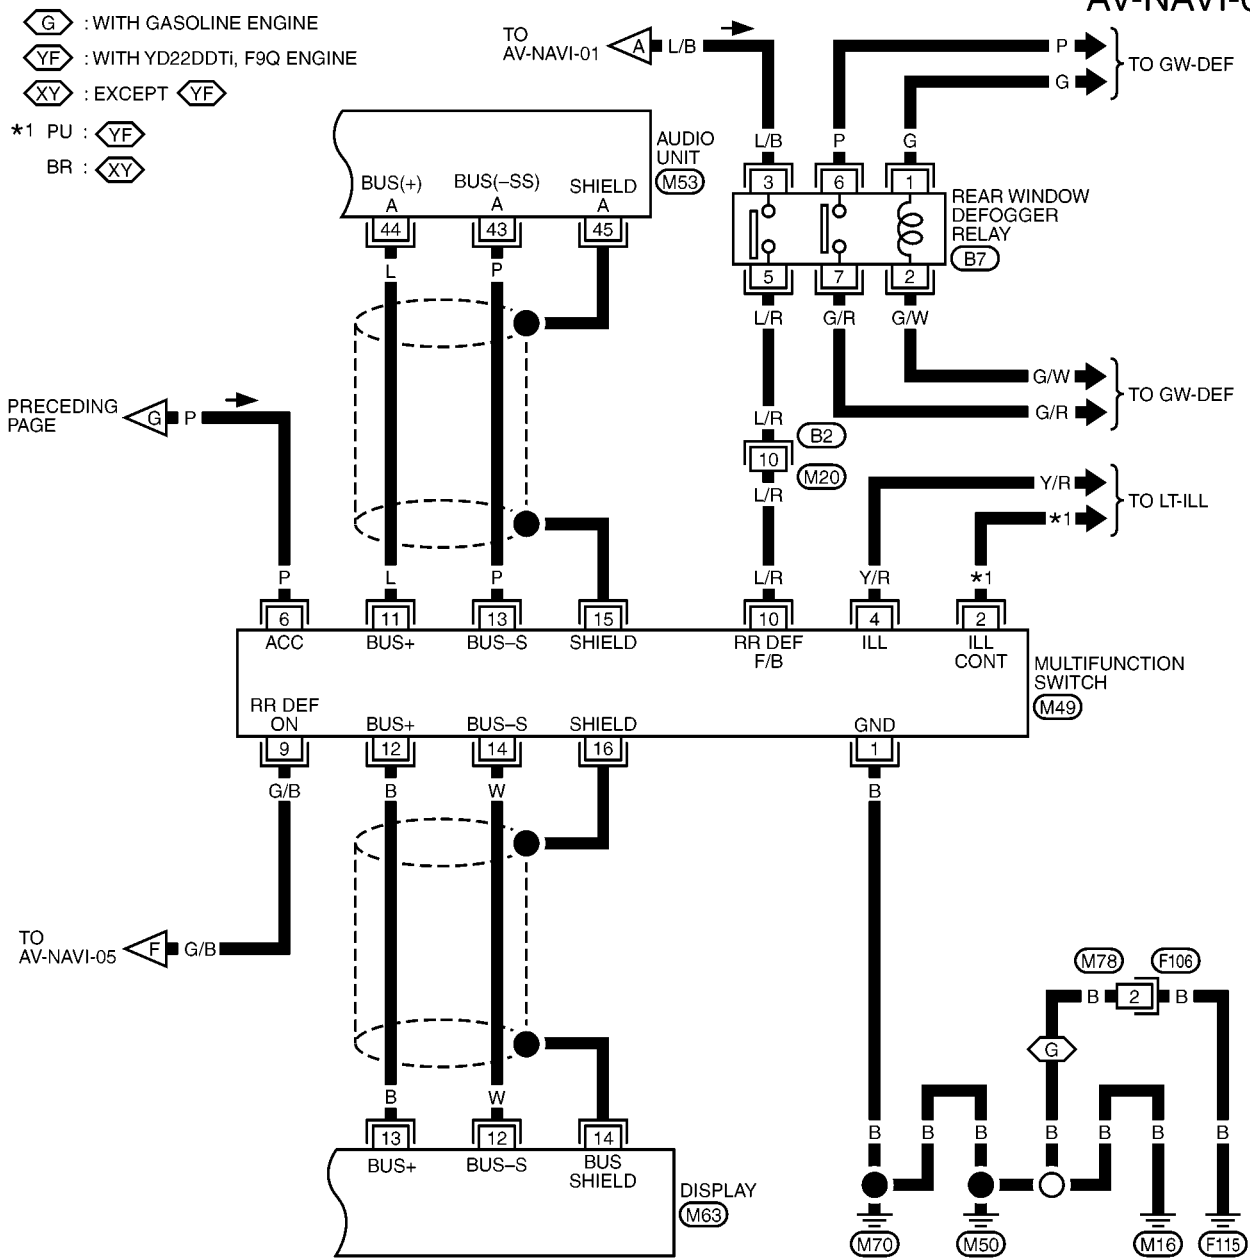 AV-NAVI-0
G : WITH GASOLINE ENGINE
YF : WITH YD22DDTi, F9Q ENGINE
XY : EXCEPT YF
*1 PU : YF
BR : XY
TO
AV-NAVI-01
A L/B
P
G
TO GW-DEF
AUDIO
UNIT
M53
BUS(+) BUS(–SS) SHIELD
A A A
44 43 45
L P
L/B P G
3 6 1
REAR WINDOW
DEFOGGER
RELAY
B7
5 7 2
L/R G/R G/W
G/W
G/R
TO GW-DEF
PRECEDING
PAGE
G P
L/R
B2
10
M20
L/R
Y/R
*1
TO LT-ILL
P L P L/R Y/R *1
6 11 13 15 10 4 2
ACC BUS+ BUS–S SHIELD RR DEF
F/B
ILL ILL
CONT
MULTIFUNCTION
SWITCH
M49
RR DEF
ON
BUS+ BUS–S SHIELD GND
9 12 14 16 1
G/B B W B
TO
AV-NAVI-05
F G/B
M78 F106
B 2 B
G
B W
B B B B B B B
13 12 14
BUS+ BUS–S BUS
SHIELD
DISPLAY
M63
M70 M50 M16 F115